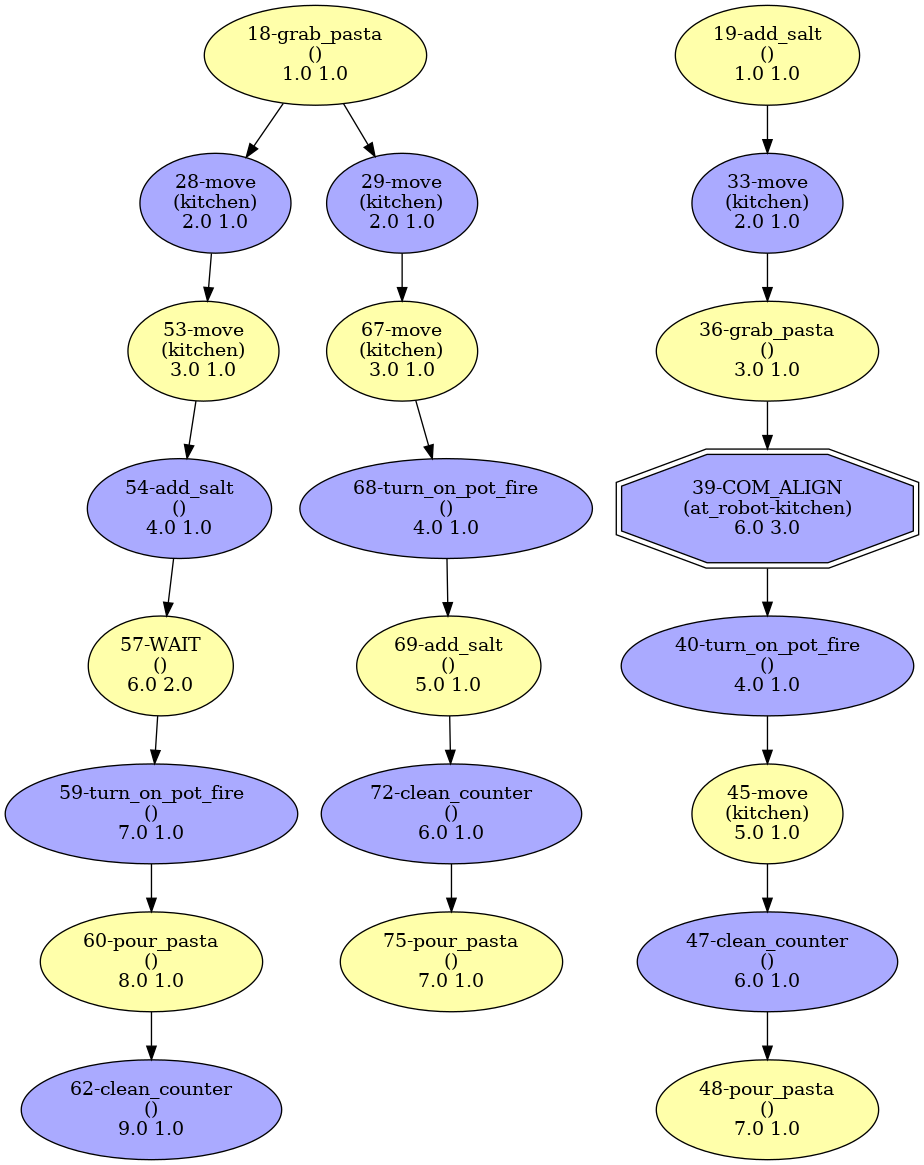 18-grab_pasta
()
1.0 1.0
19-add_salt
()
1.0 1.0
28-move
(kitchen)
2.0 1.0
29-move
(kitchen)
2.0 1.0
33-move
(kitchen)
2.0 1.0
53-move
(kitchen)
3.0 1.0
67-move
(kitchen)
3.0 1.0
36-grab_pasta
()
3.0 1.0
54-add_salt
()
4.0 1.0
68-turn_on_pot_fire
()
4.0 1.0
39-COM_ALIGN
(at_robot-kitchen)
6.0 3.0
57-WAIT
()
6.0 2.0
69-add_salt
()
5.0 1.0
40-turn_on_pot_fire
()
4.0 1.0
59-turn_on_pot_fire
()
7.0 1.0
72-clean_counter
()
6.0 1.0
45-move
(kitchen)
5.0 1.0
60-pour_pasta
()
8.0 1.0
75-pour_pasta
()
7.0 1.0
47-clean_counter
()
6.0 1.0
62-clean_counter
()
9.0 1.0
48-pour_pasta
()
7.0 1.0